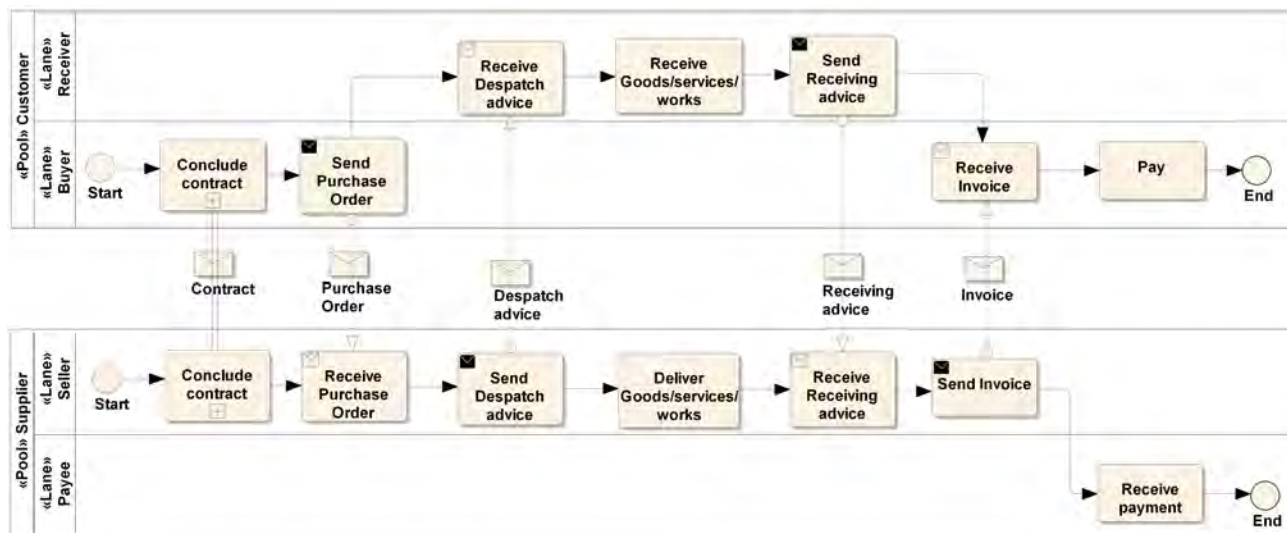 «Pool» Customer
«Lane»
Receiver
Receive
Despatch
advice
Receive
Goods/services/
works
Send
Receiving
advice
«Lane»
Buyer
Start
Conclude
contract
Send
Purchase
Order
Receive
Invoice
Pay
End
Contract
Purchase
Order
Despatch
advice
Receiving
advice
Invoice
«Pool» Supplier
«Lane»
Seller
Start
Conclude
contract
Receive
Purchase
Order
Send
Despatch
advice
Deliver
Goods/services/
works
Receive
Receiving
advice
Send Invoice
«Lane»
Payee
Receive
payment
End